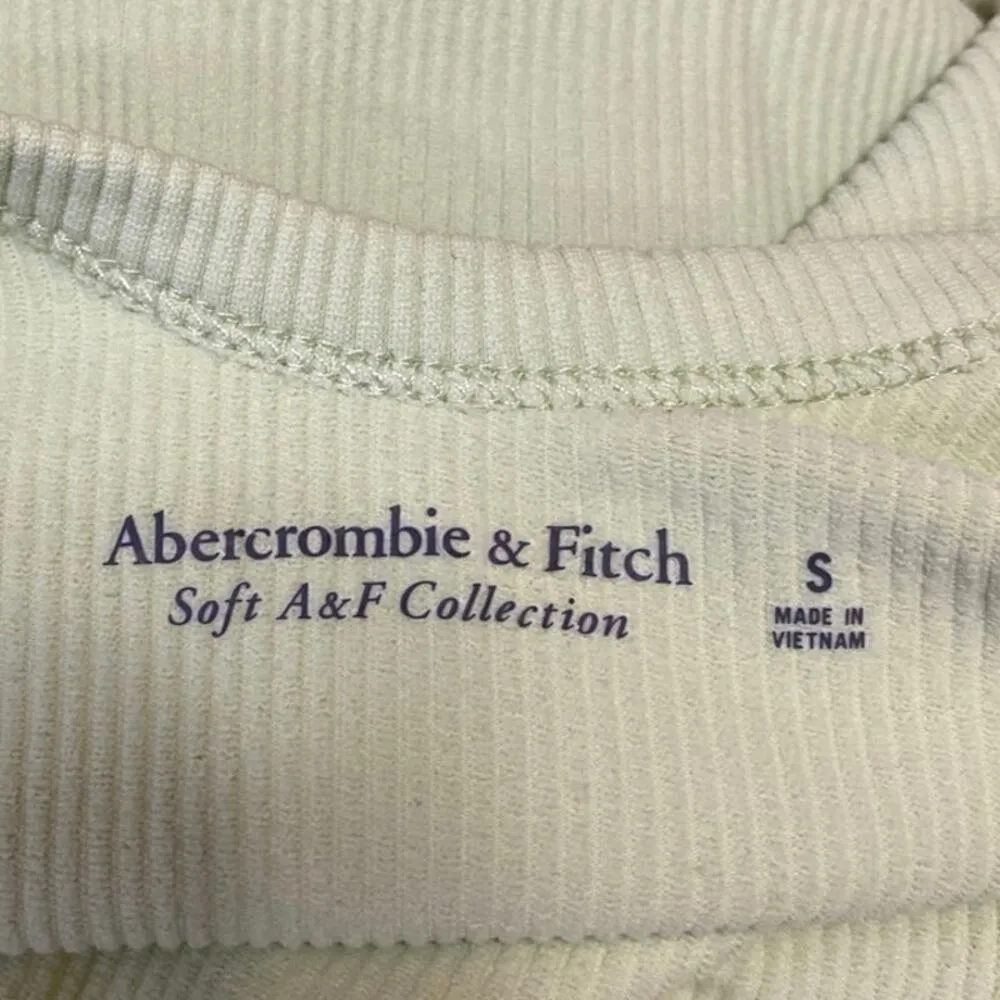 Abercrombie & Fitch
Soft A&F Collection
S
MADE IN
VIETNAM